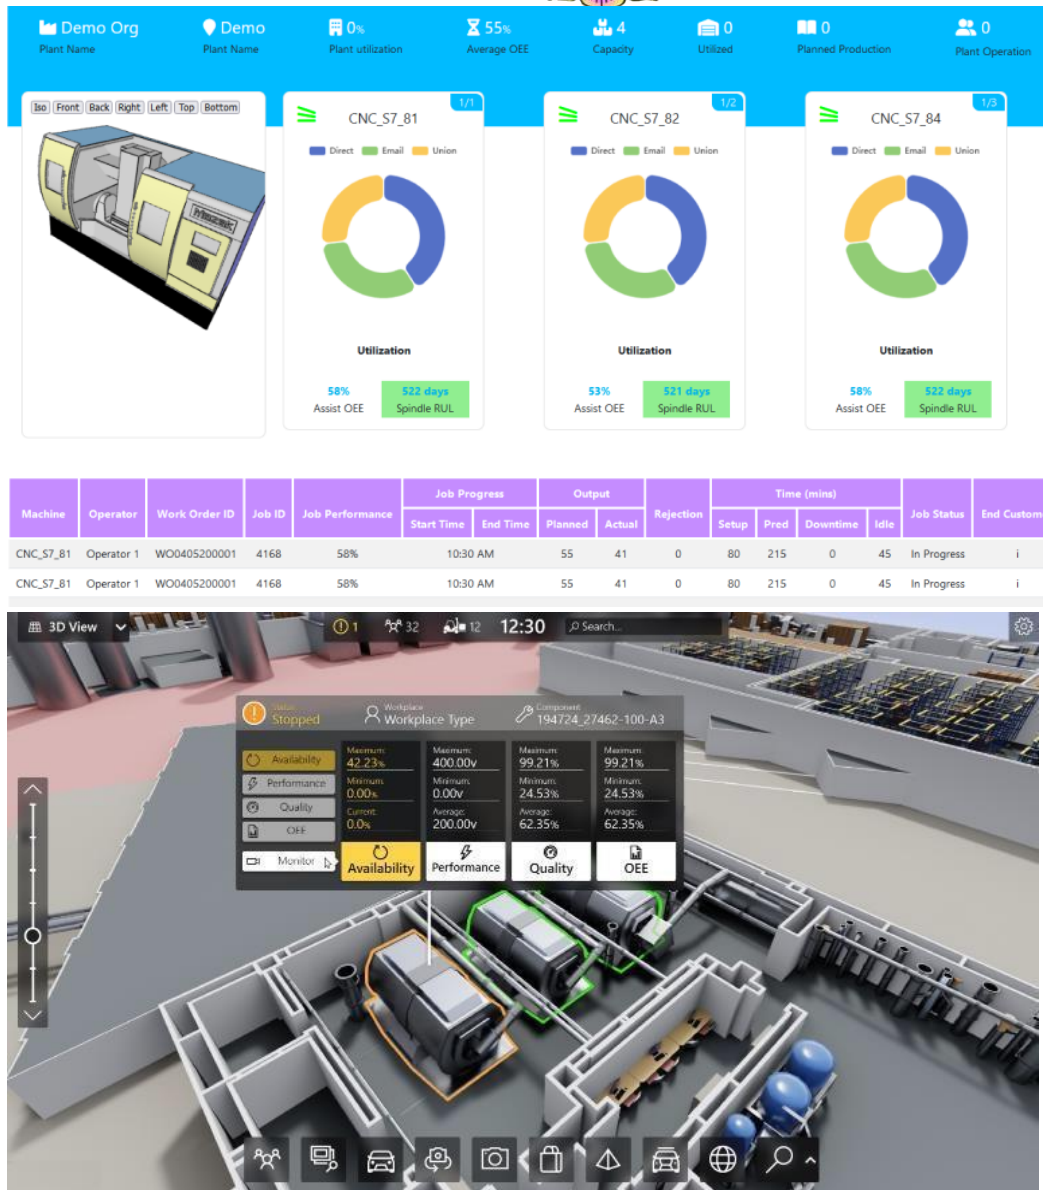 Demo Org Demo 0% 55% 4 0 0 0
Plant Name Plant Name Plant utilization Average OEE Capacity Utilized Planned Production Plant Operation
Iso Front Back Right Left Top Bottom
1/1
CNC_S7_81
Direct Email Union
Utilization
58% 522 days
Assist OEE Spindle RUL
1/2
CNC_S7_82
Direct Email Union
Utilization
53% 521 days
Assist OEE Spindle RUL
1/3
CNC_S7_84
Direct Email Union
Utilization
58% 522 days
Assist OEE Spindle RUL
Job Progress Output Time (mins)
Machine Operator Work Order ID Job ID Job Performance Rejection Job Status End Custome
Start Time End Time Planned Actual Setup Pred Downtime Idle
CNC_S7_81 Operator 1 WO0405200001 4168 58% 10:30 AM 55 41 0 80 215 0 45 In Progress i
CNC_S7_81 Operator 1 WO0405200001 4168 58% 10:30 AM 55 41 0 80 215 0 45 In Progress i
3D View 1 32 12 12:30 Search...
Status Workplace Component
Stopped Workplace Type 194724_27462-100-A3
Availability
Performance
Quality
OEE
Monitor
Maximum: Maximum: Maximum: Maximum:
42.23% 400.00v 99.21% 99.21%
Minimum: Minimum: Minimum: Minimum:
0.00% 0.00v 24.53% 24.53%
Current: Average: Average: Average:
0.0% 200.00v 62.35% 62.35%
Availability Performance Quality OEE